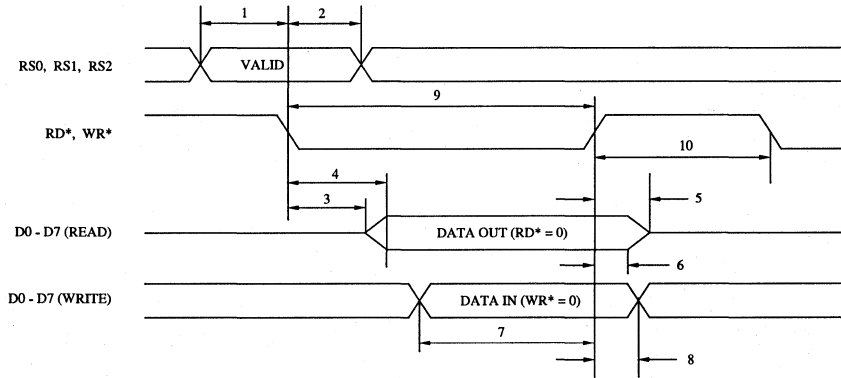 1
2
RS0, RS1, RS2
VALID
9
RD*, WR*
10
4
3
5
D0 - D7 (READ)
DATA OUT (RD* = 0)
6
D0 - D7 (WRITE)
DATA IN (WR* = 0)
7
8